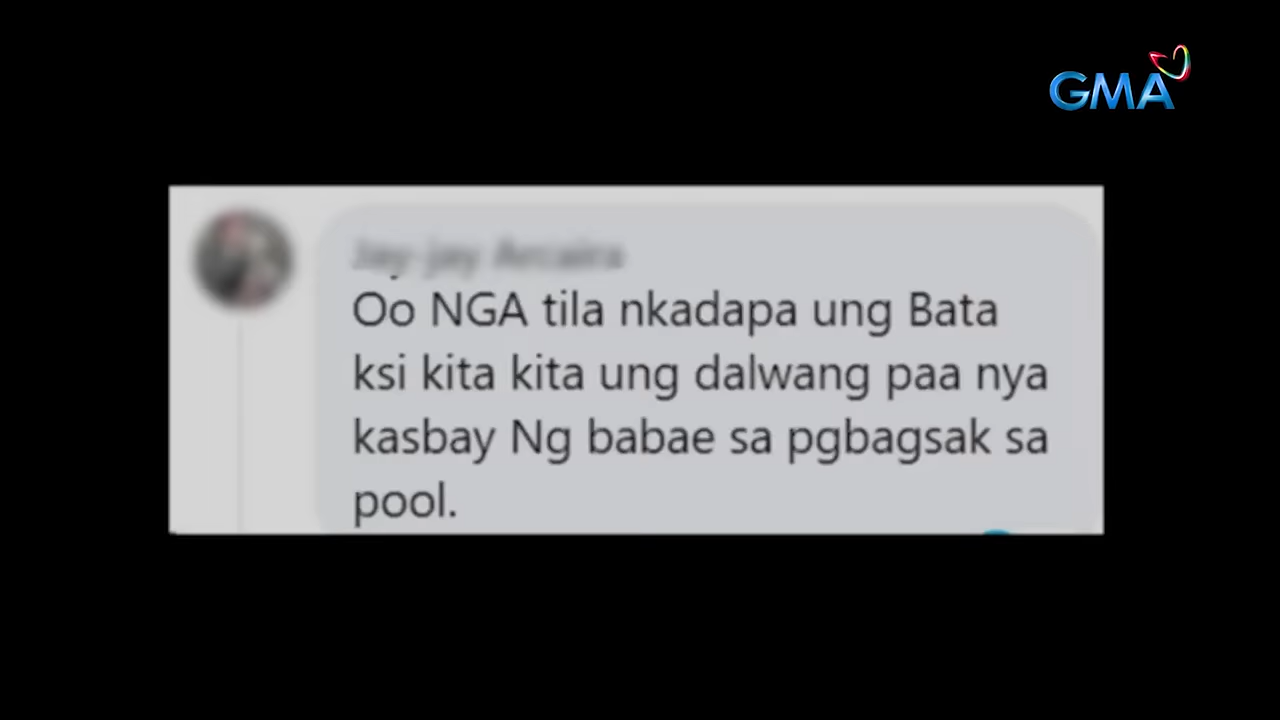 GMA
Oo NGA tila nkadapa ung Bata
ksi kita kita ung dalwang paa nya
kasbay Ng babae sa pgbagsak sa
pool.